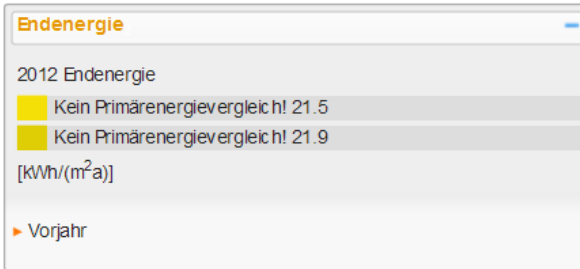 Endenergie
2012 Endenergie
Kein Primärenergievergleich! 21.5
Kein Primärenergievergleich! 21.9
[kWh/(m²a)]
Vorjahr